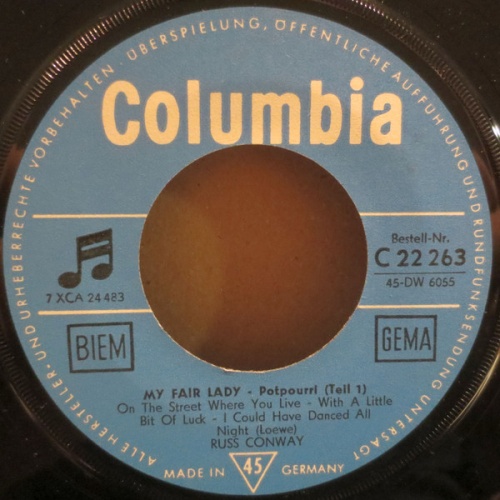 ALLE HERSTELLER- UND URHEBERRECHTE VORBEHALTEN · ÜBERSPIELUNG, ÖFFENTLICHE AUFFÜHRUNG UND RUNDFUNKSENDUNG UNTERSAGT
Columbia
Bestell-Nr.
C 22 263
45-DW 6055
7 XCA 24 483
BIEM
GEMA
MY FAIR LADY - Potpourri (Teil 1)
On The Street Where You Live - With A Little
Bit Of Luck - I Could Have Danced All
Night (Loewe)
RUSS CONWAY
MADE IN 45 GERMANY